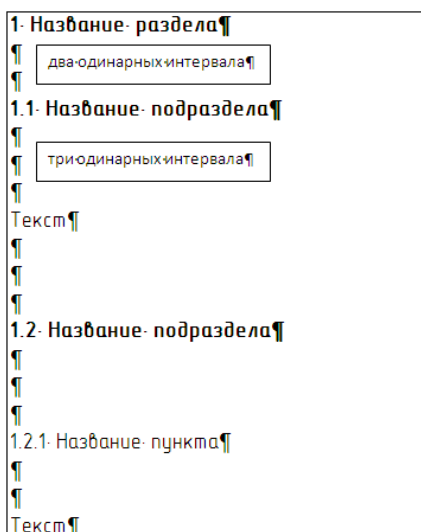 1 Название раздела¶
¶
два одинарных интервала¶
¶
1.1 Название подраздела¶
¶
¶
три одинарных интервала¶
¶
Текст¶
¶
¶
¶
1.2 Название подраздела¶
¶
¶
¶
1.2.1 Название пункта¶
¶
¶
Текст¶